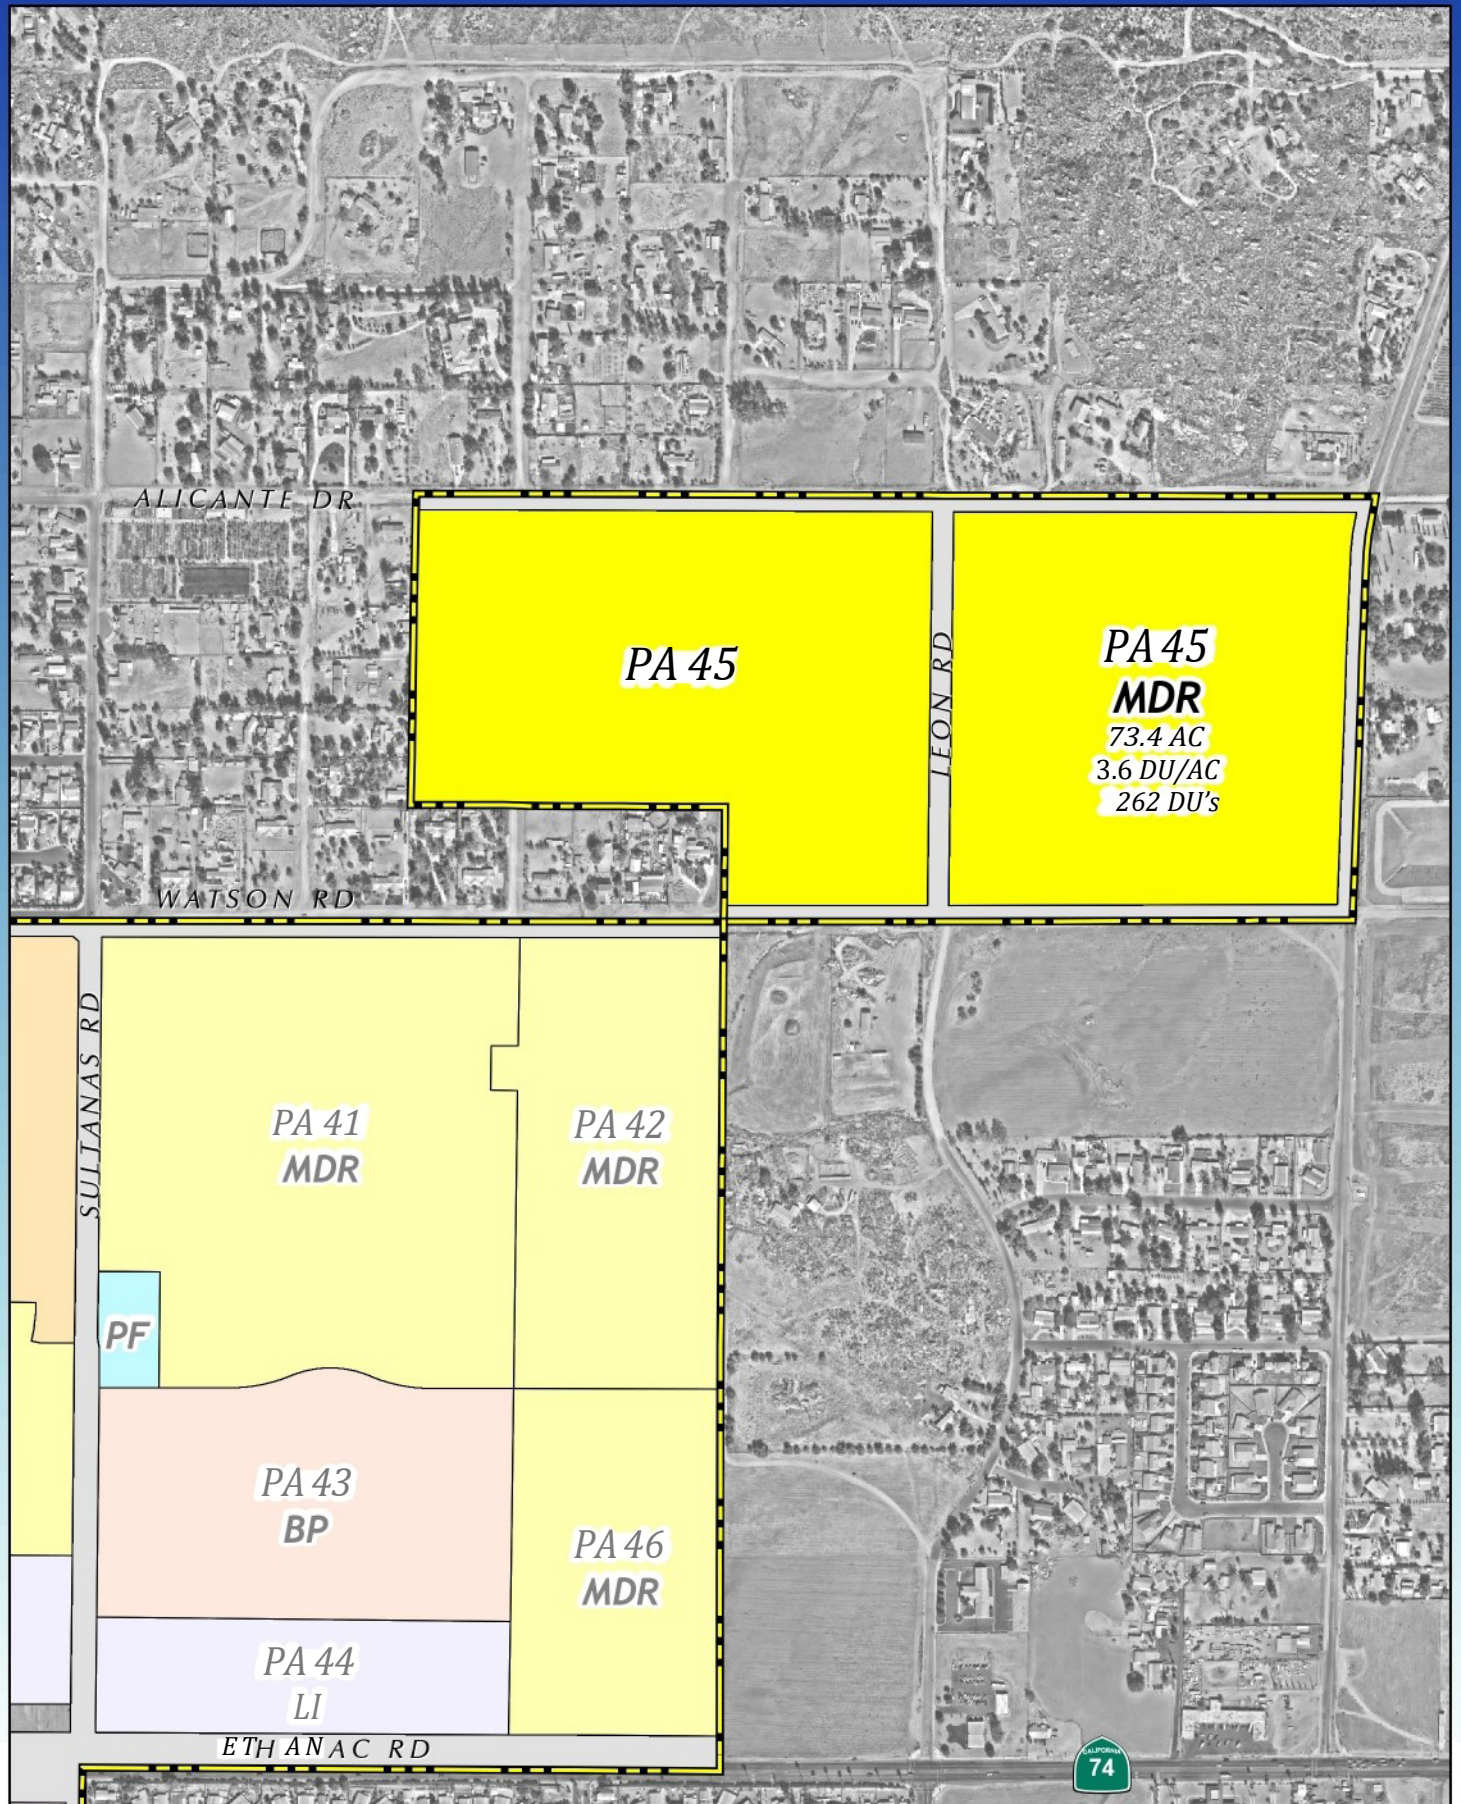 ALICANTE DR
PA 45
LEON RD
PA 45
MDR
73.4 AC
3.6 DU/AC
262 DU's
WATSON RD
SULTANAS RD
PA 41
MDR
PA 42
MDR
PF
PA 43
BP
PA 46
MDR
PA 44
LI
ETHANAC RD
CALIFORNIA
74